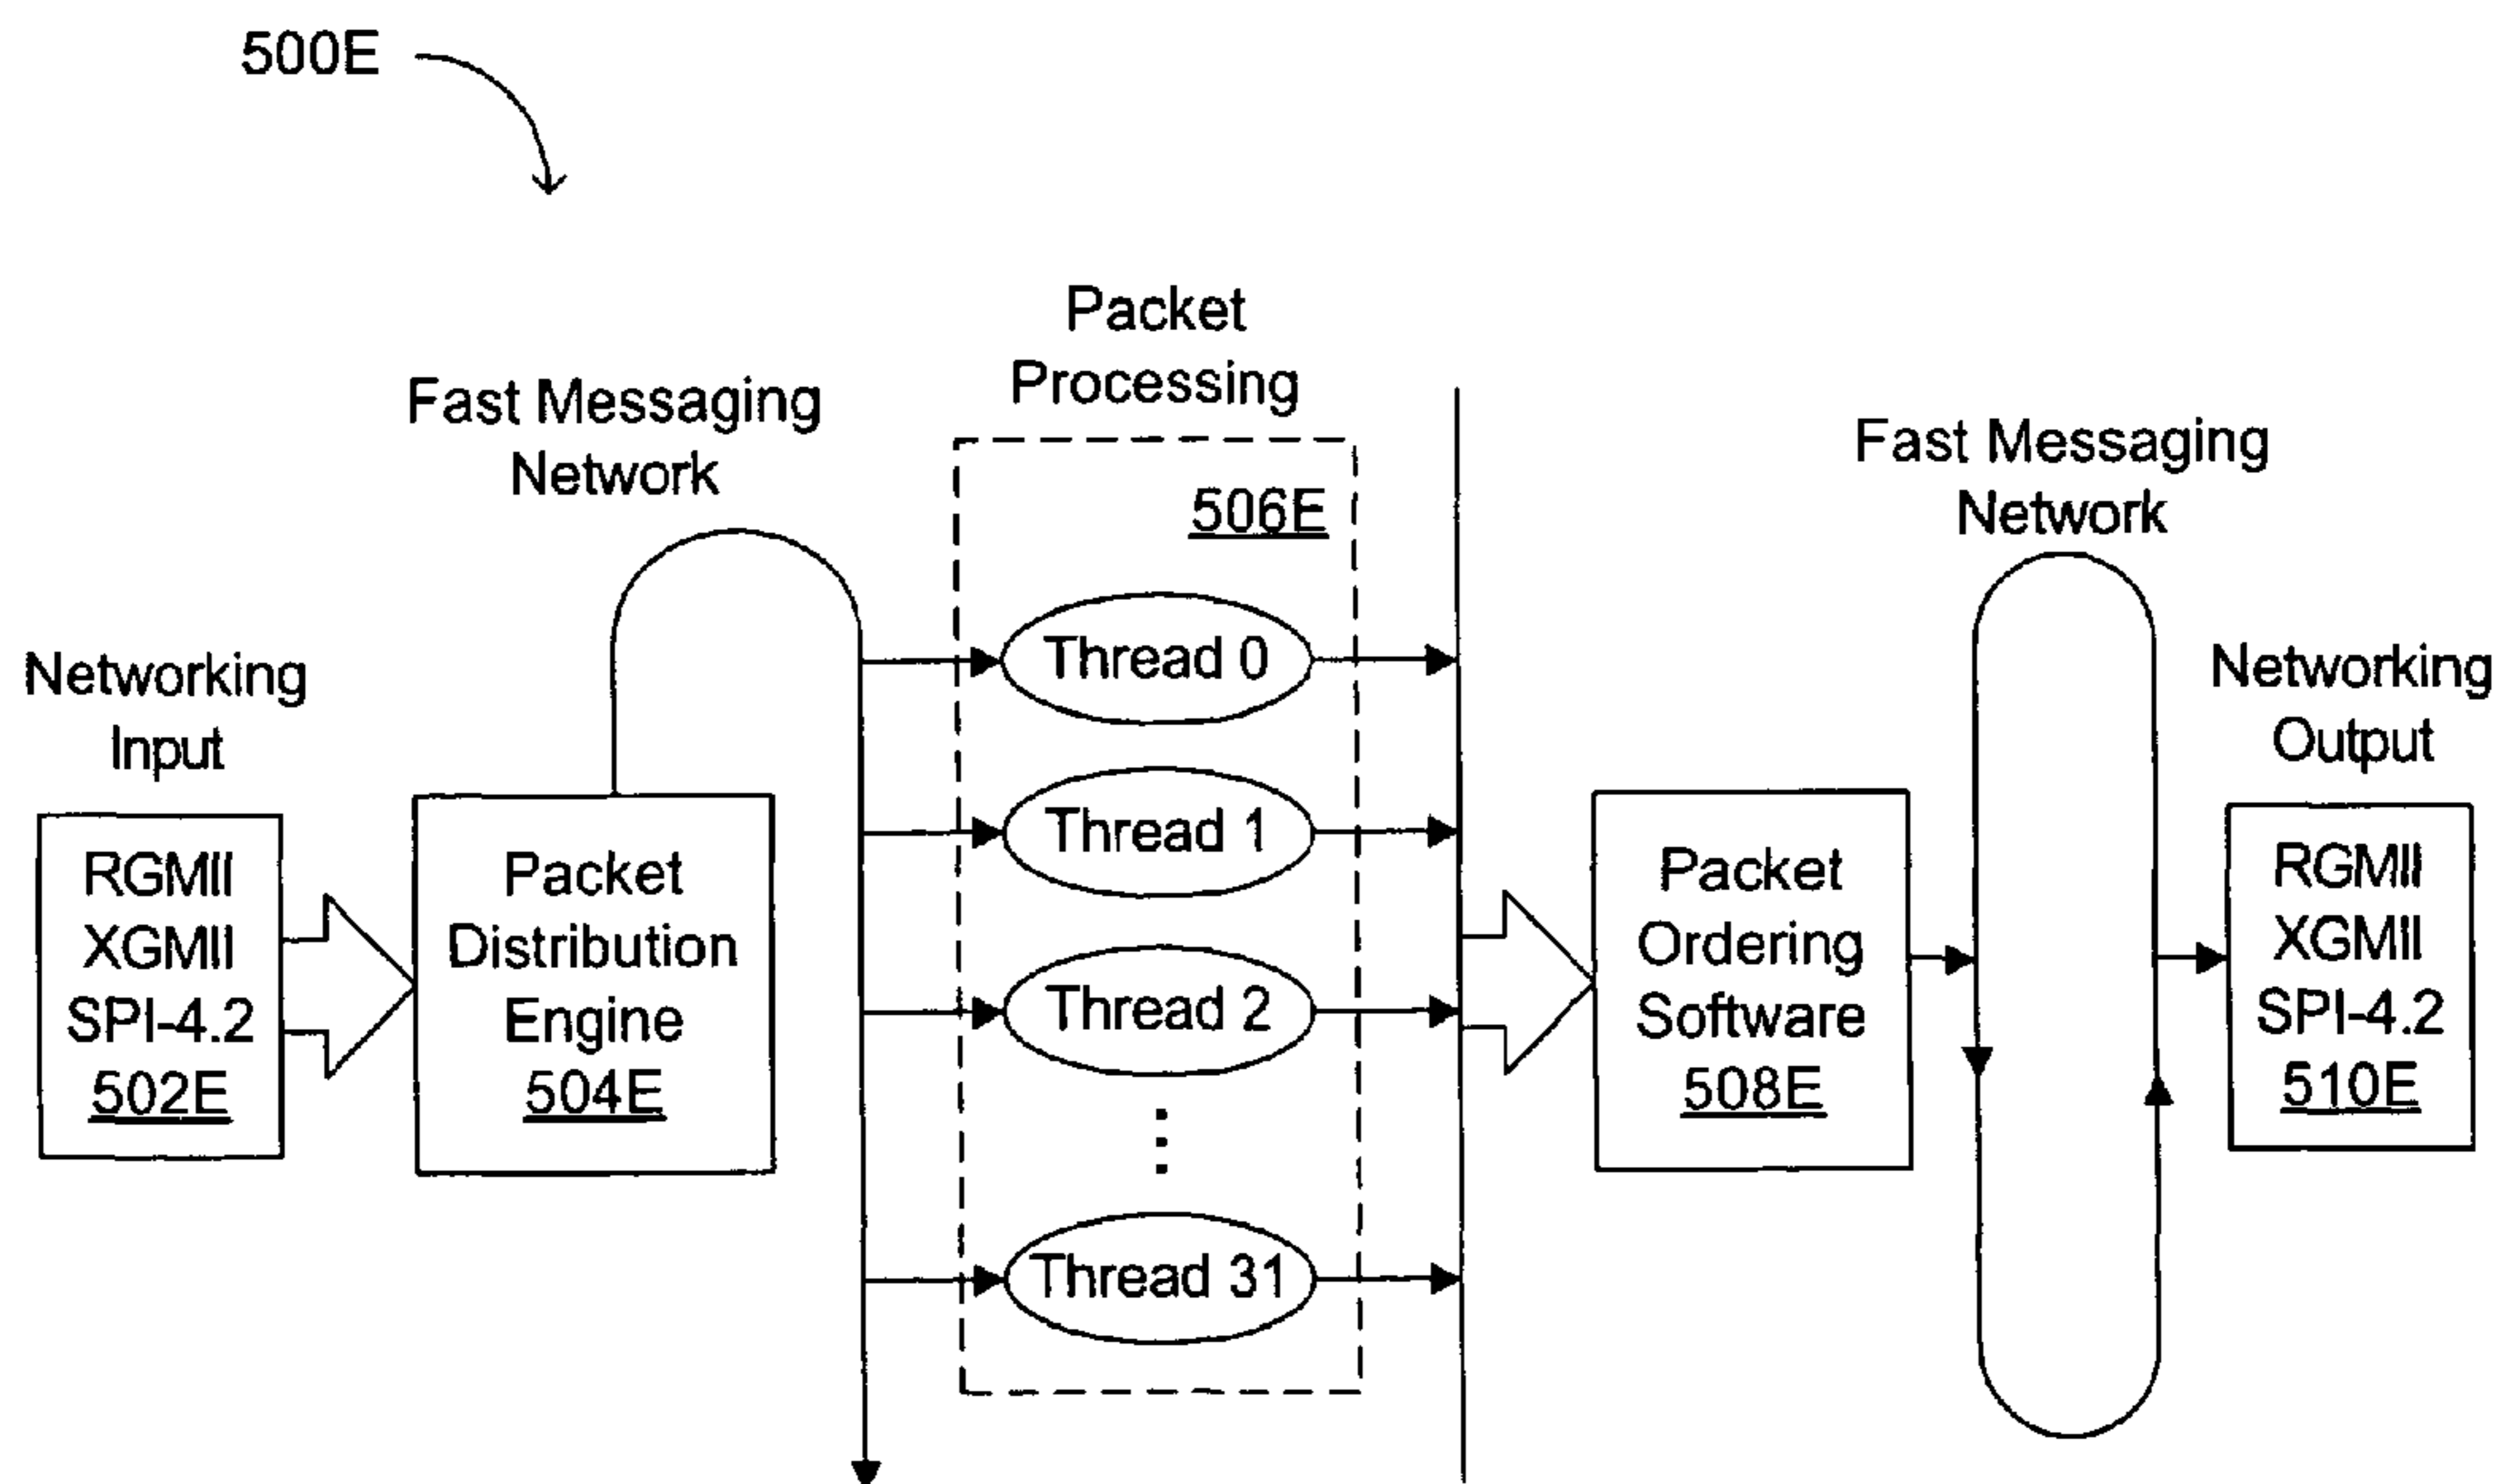 500E
Packet
Processing
Fast Messaging
Network
Fast Messaging
Network
506E
Networking
Input
Thread 0
Networking
Output
Thread 1
RGMII
XGMII
SPI-4.2
502E
Packet
Distribution
Engine
504E
Thread 2
Thread 31
Packet
Ordering
Software
508E
RGMII
XGMII
SPI-4.2
510E